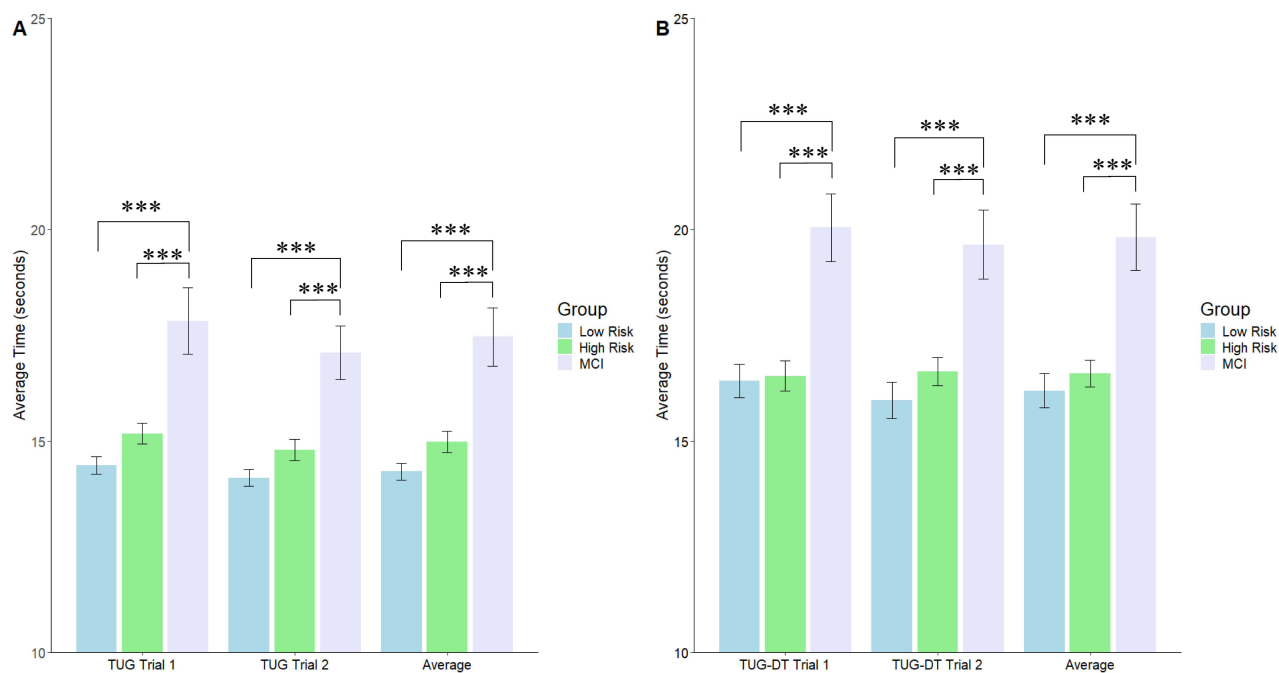 A
Average Time (seconds)
25
20
15
10
***
***
***
***
***
***
TUG Trial 1
TUG Trial 2
Average
Group
Low Risk
High Risk
MCI
B
Average Time (seconds)
25
20
15
10
***
***
***
***
***
***
TUG-DT Trial 1
TUG-DT Trial 2
Average
Group
Low Risk
High Risk
MCI